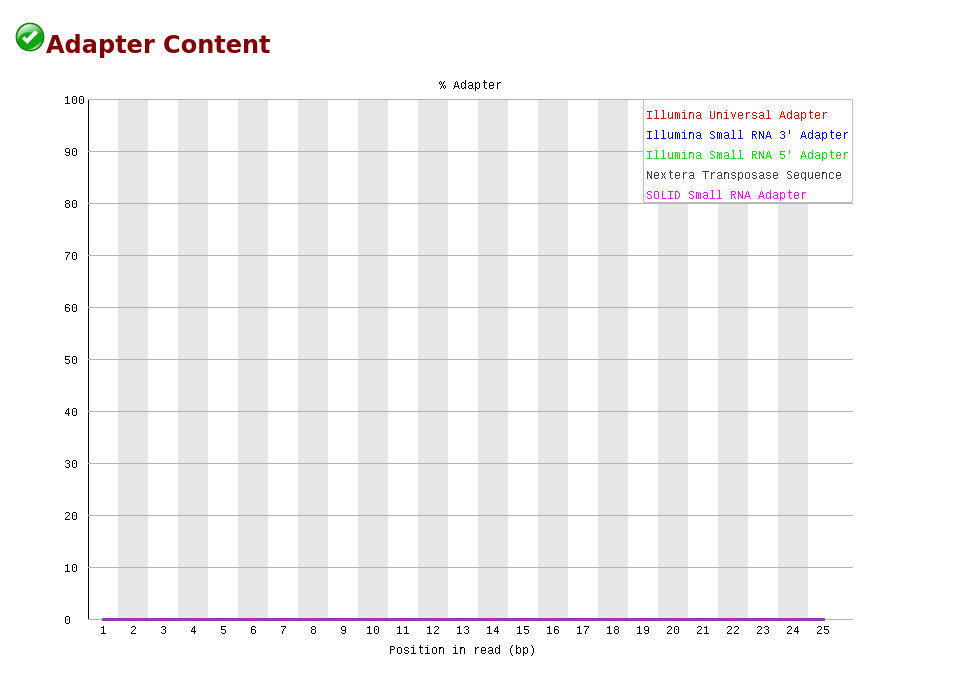 Adapter Content
% Adapter
Illumina Universal Adapter
Illumina Small RNA 3' Adapter
Illumina Small RNA 5' Adapter
Nextera Transposase Sequence
SOLID Small RNA Adapter
100
90
80
70
60
50
40
30
20
10
0
1 2 3 4 5 6 7 8 9 10 11 12 13 14 15 16 17 18 19 20 21 22 23 24 25
Position in read (bp)